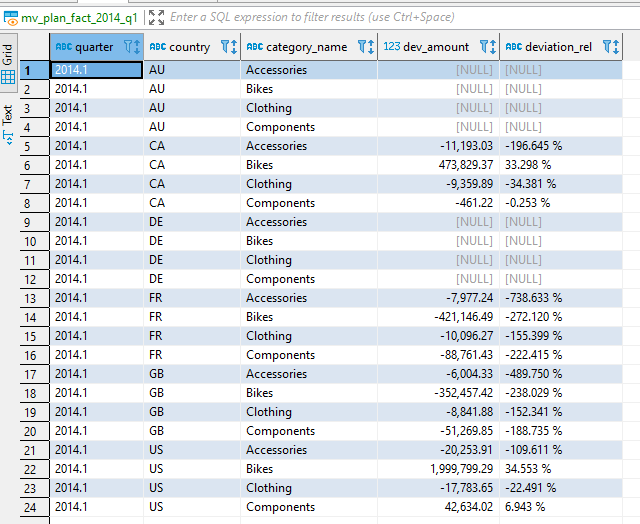 mv_plan_fact_2014_q1 Enter a SQL expression to filter results (use Ctrl+Space)
Grid
Text
ABC quarter ABC country ABC category_name 123 dev_amount ABC deviation_rel
1 2014.1 AU Accessories [NULL] [NULL]
2 2014.1 AU Bikes [NULL] [NULL]
3 2014.1 AU Clothing [NULL] [NULL]
4 2014.1 AU Components [NULL] [NULL]
5 2014.1 CA Accessories -11,193.03 -196.645 %
6 2014.1 CA Bikes 473,829.37 33.298 %
7 2014.1 CA Clothing -9,359.89 -34.381 %
8 2014.1 CA Components -461.22 -0.253 %
9 2014.1 DE Accessories [NULL] [NULL]
10 2014.1 DE Bikes [NULL] [NULL]
11 2014.1 DE Clothing [NULL] [NULL]
12 2014.1 DE Components [NULL] [NULL]
13 2014.1 FR Accessories -7,977.24 -738.633 %
14 2014.1 FR Bikes -421,146.49 -272.120 %
15 2014.1 FR Clothing -10,096.27 -155.399 %
16 2014.1 FR Components -88,761.43 -222.415 %
17 2014.1 GB Accessories -6,004.33 -489.750 %
18 2014.1 GB Bikes -352,457.42 -238.029 %
19 2014.1 GB Clothing -8,841.88 -152.341 %
20 2014.1 GB Components -51,269.85 -188.735 %
21 2014.1 US Accessories -20,253.91 -109.611 %
22 2014.1 US Bikes 1,999,799.29 34.553 %
23 2014.1 US Clothing -17,783.65 -22.491 %
24 2014.1 US Components 42,634.02 6.943 %